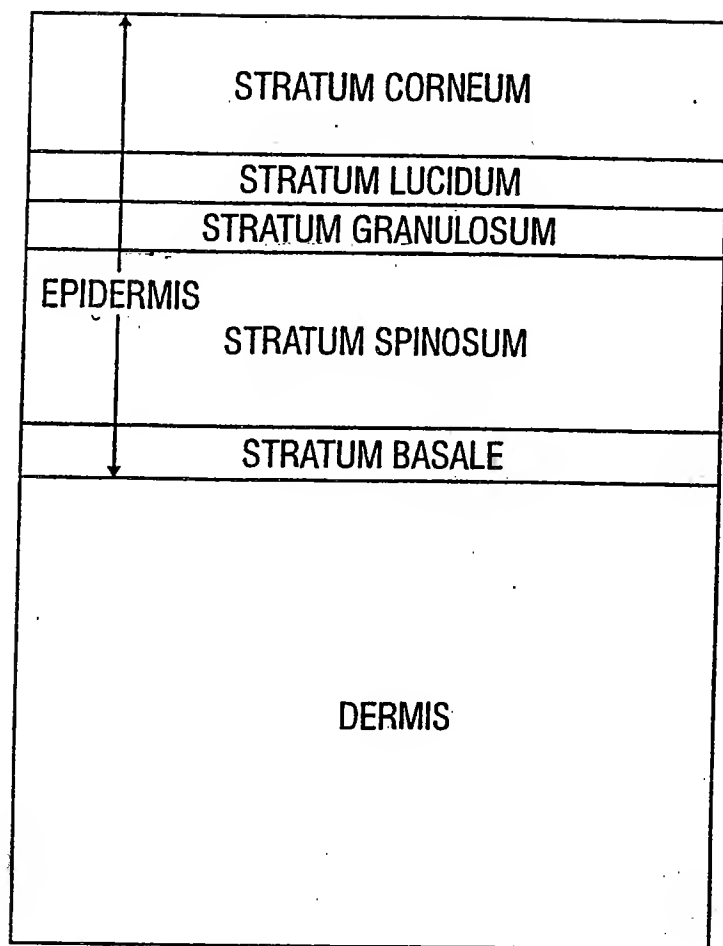 STRATUM CORNEUM
STRATUM LUCIDUM
STRATUM GRANULOSUM
EPIDERMIS
STRATUM SPINOSUM
STRATUM BASALE
DERMIS